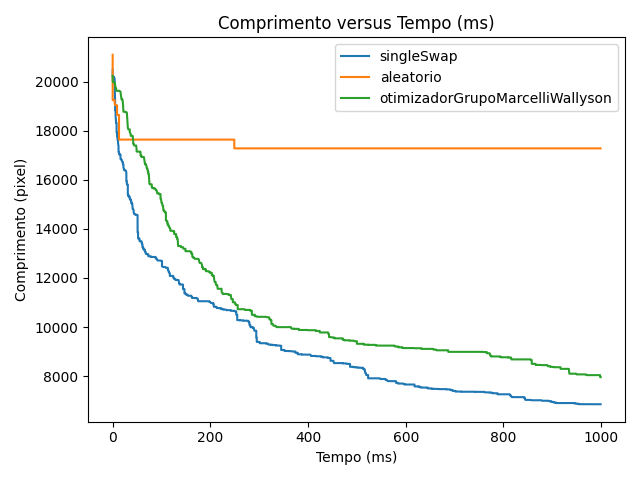 Comprimento versus Tempo (ms)
singleSwap
aleatorio
otimizadorGrupoMarcelliWallyson
20000
18000
16000
14000
12000
10000
8000
Comprimento (pixel)
0 200 400 600 800 1000
Tempo (ms)